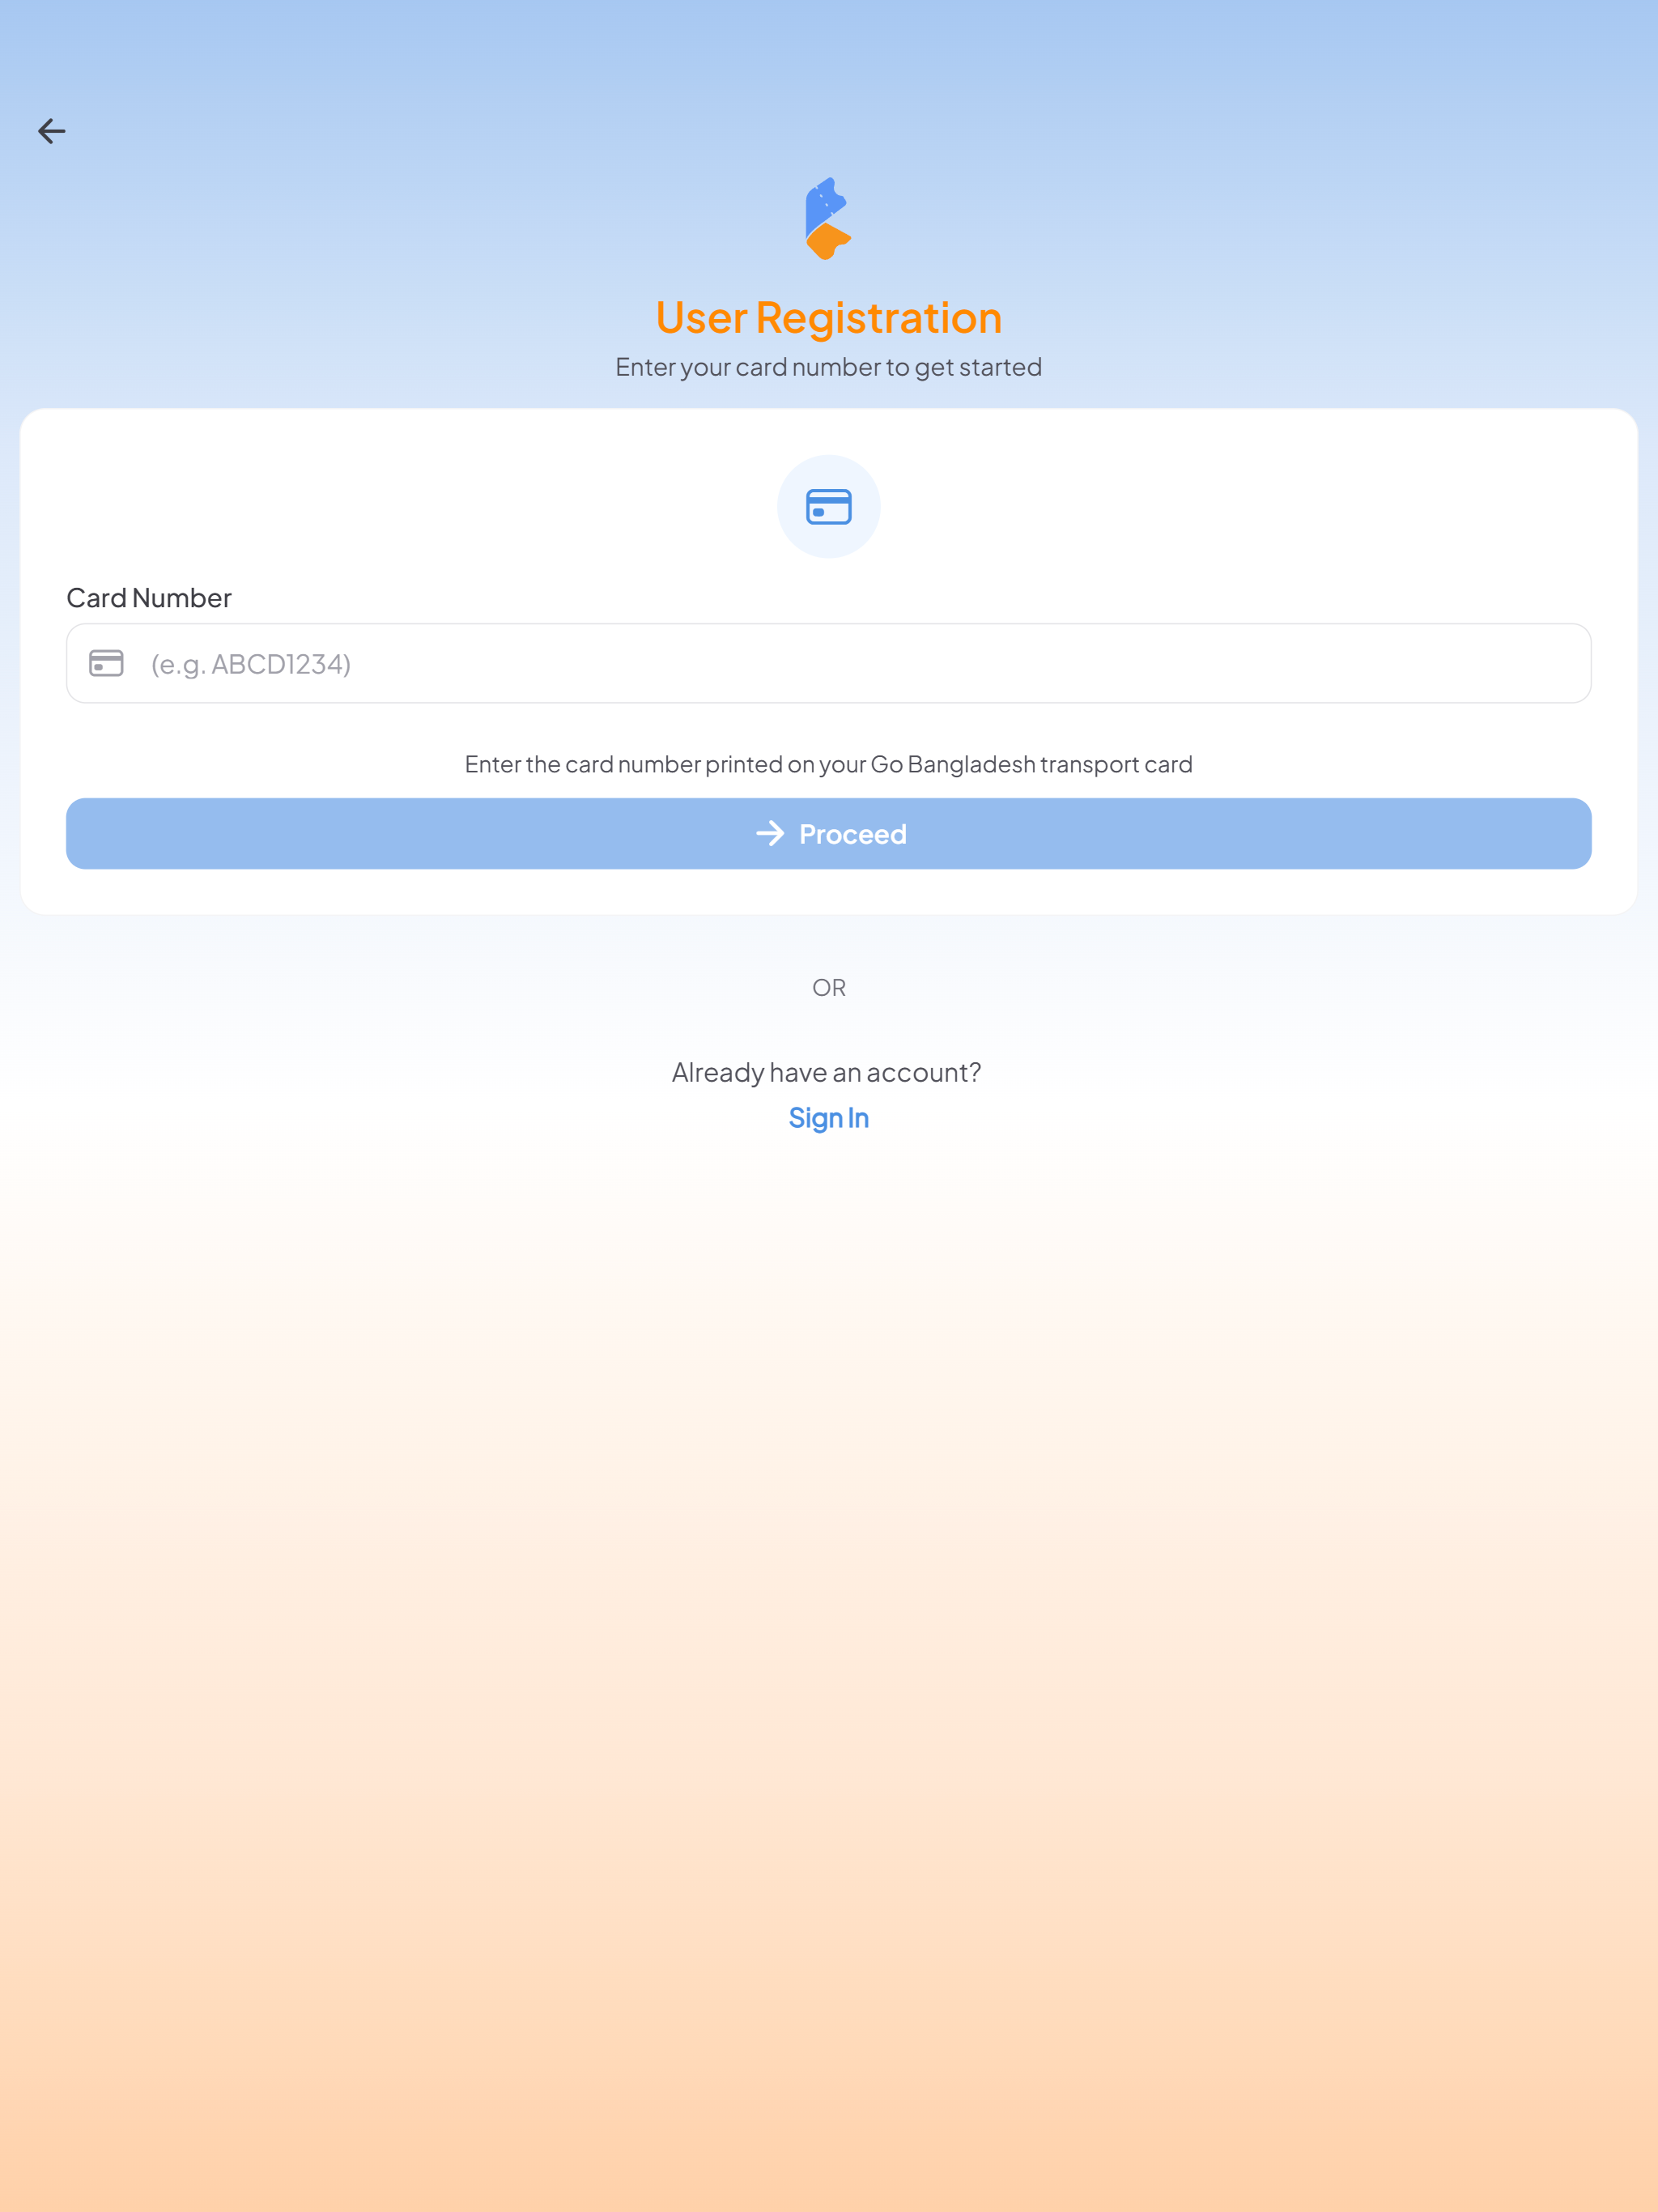 User Registration
Enter your card number to get started
Card Number
(e.g. ABCD1234)
Enter the card number printed on your Go Bangladesh transport card
Proceed
OR
Already have an account?
Sign In